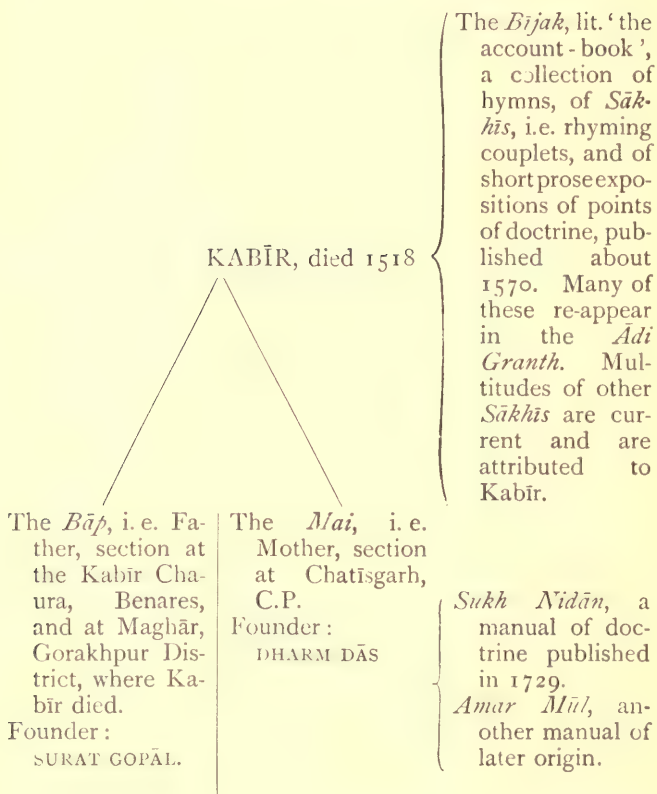 The Bījak, lit. ‘ the
account - book ’,
a collection of
hymns, of Sāk-
hīs, i.e. rhyming
couplets, and of
short prose expo-
sitions of points
of doctrine, pub-
lished about
1570. Many of
these re-appear
in the Ādi
Granth. Mul-
titudes of other
Sākhīs are cur-
rent and are
attributed to
Kabīr.
KABĪR, died 1518
The Bāp, i. e. Fa-
ther, section at
the Kabīr Cha-
ura, Benares,
and at Maghār,
Gorakhpur Dis-
trict, where Ka-
bīr died.
Founder :
SURAT GOPĀL.
The Mai, i. e.
Mother, section
at Chatīsgarh,
C.P.
Founder :
DHARM DĀS
Sukh Nidān, a
manual of doc-
trine published
in 1729.
Amar Mūl, an-
other manual of
later origin.